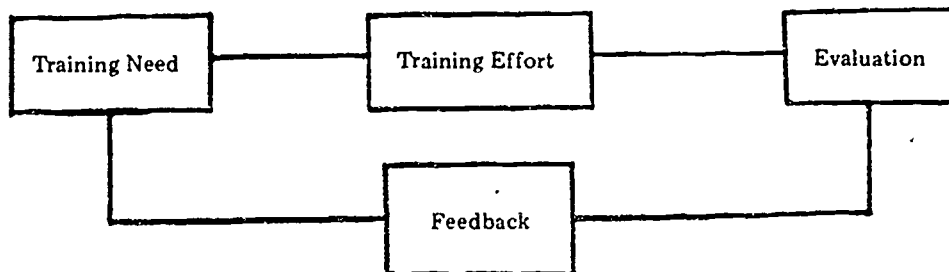 Training Need
Training Effort
Evaluation
Feedback